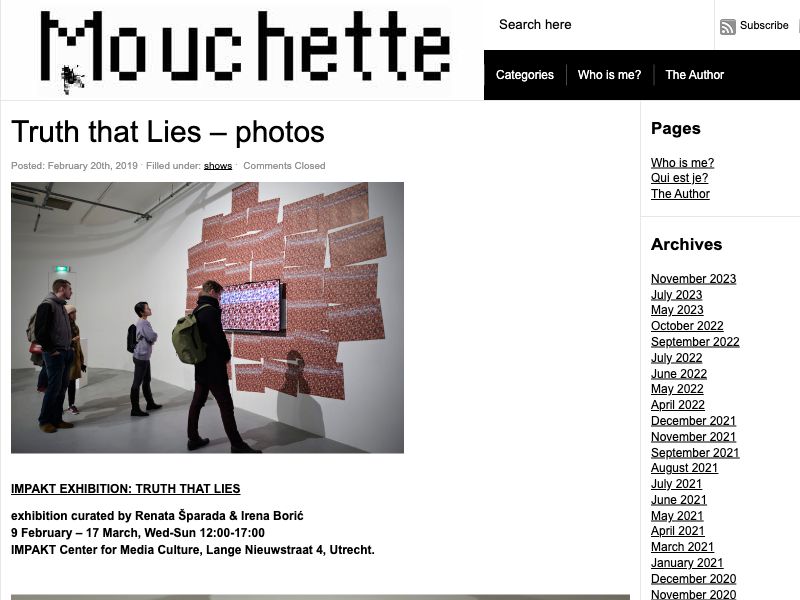 Mouchette
Search here
Subscribe
Categories
Who is me?
The Author
Truth that Lies – photos
Posted: February 20th, 2019 · Filled under: shows · Comments Closed
IMPAKT EXHIBITION: TRUTH THAT LIES
exhibition curated by Renata Šparada & Irena Borić
9 February – 17 March, Wed-Sun 12:00-17:00
IMPAKT Center for Media Culture, Lange Nieuwstraat 4, Utrecht.
Pages
Who is me?
Qui est je?
The Author
Archives
November 2023
July 2023
May 2023
October 2022
September 2022
July 2022
June 2022
May 2022
April 2022
December 2021
November 2021
September 2021
August 2021
July 2021
June 2021
May 2021
April 2021
March 2021
January 2021
December 2020
November 2020